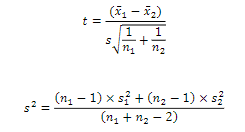 t = (x̄₁ - x̄₂) / s√(1/n₁ + 1/n₂)
s² = (n₁ - 1) × s₁² + (n₂ - 1) × s₂² / (n₁ + n₂ - 2)